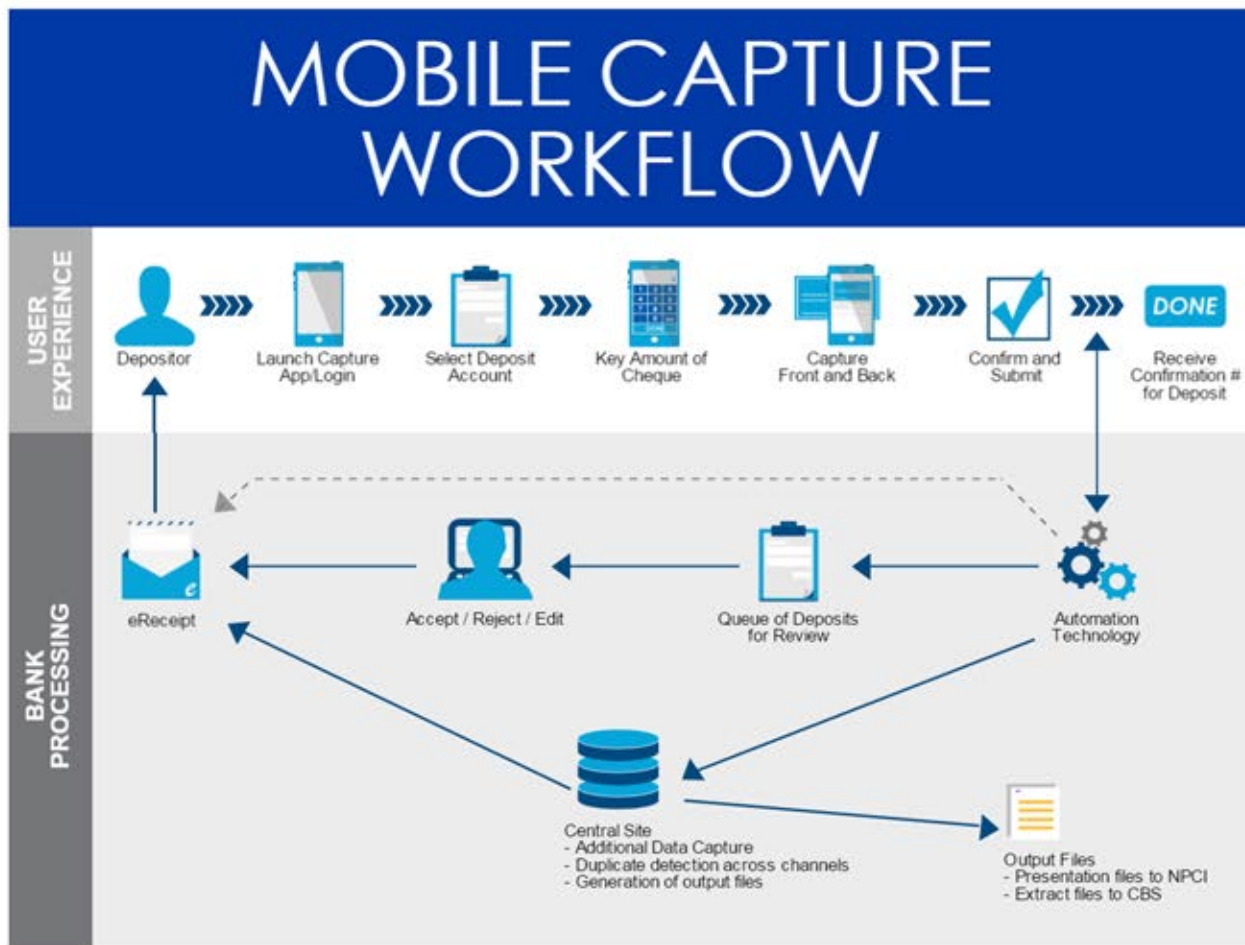 MOBILE CAPTURE
WORKFLOW
USER
EXPERIENCE
Depositor
Launch Capture
App/Login
Select Deposit
Account
Key Amount of
Cheque
DONE
Capture
Front and Back
Confirm and
Submit
DONE
Receive
Confirmation #
for Deposit
BANK
PROCESSING
e
eReceipt
Accept / Reject / Edit
Queue of Deposits
for Review
Automation
Technology
Central Site
- Additional Data Capture
- Duplicate detection across channels
- Generation of output files
Output Files
- Presentation files to NPCI
- Extract files to CBS